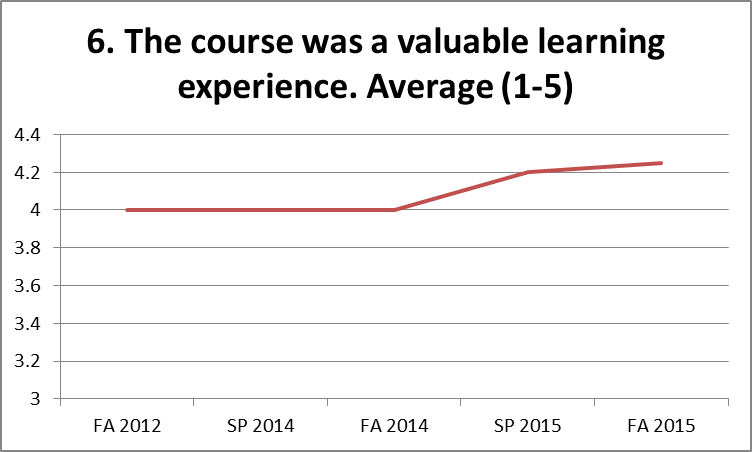 6. The course was a valuable learning
experience. Average (1-5)
4.4
4.2
4
3.8
3.6
3.4
3.2
3
FA 2012 SP 2014 FA 2014 SP 2015 FA 2015